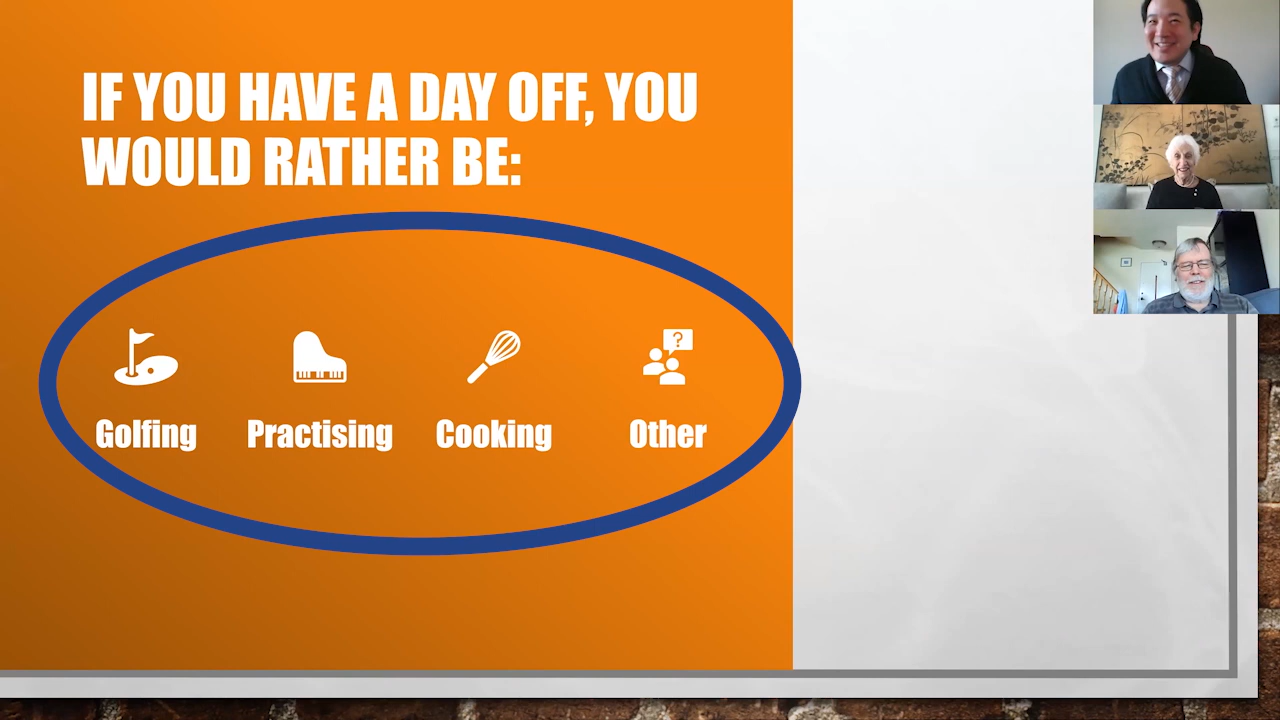 IF YOU HAVE A DAY OFF, YOU
WOULD RATHER BE:
?
Golfing Practising Cooking Other